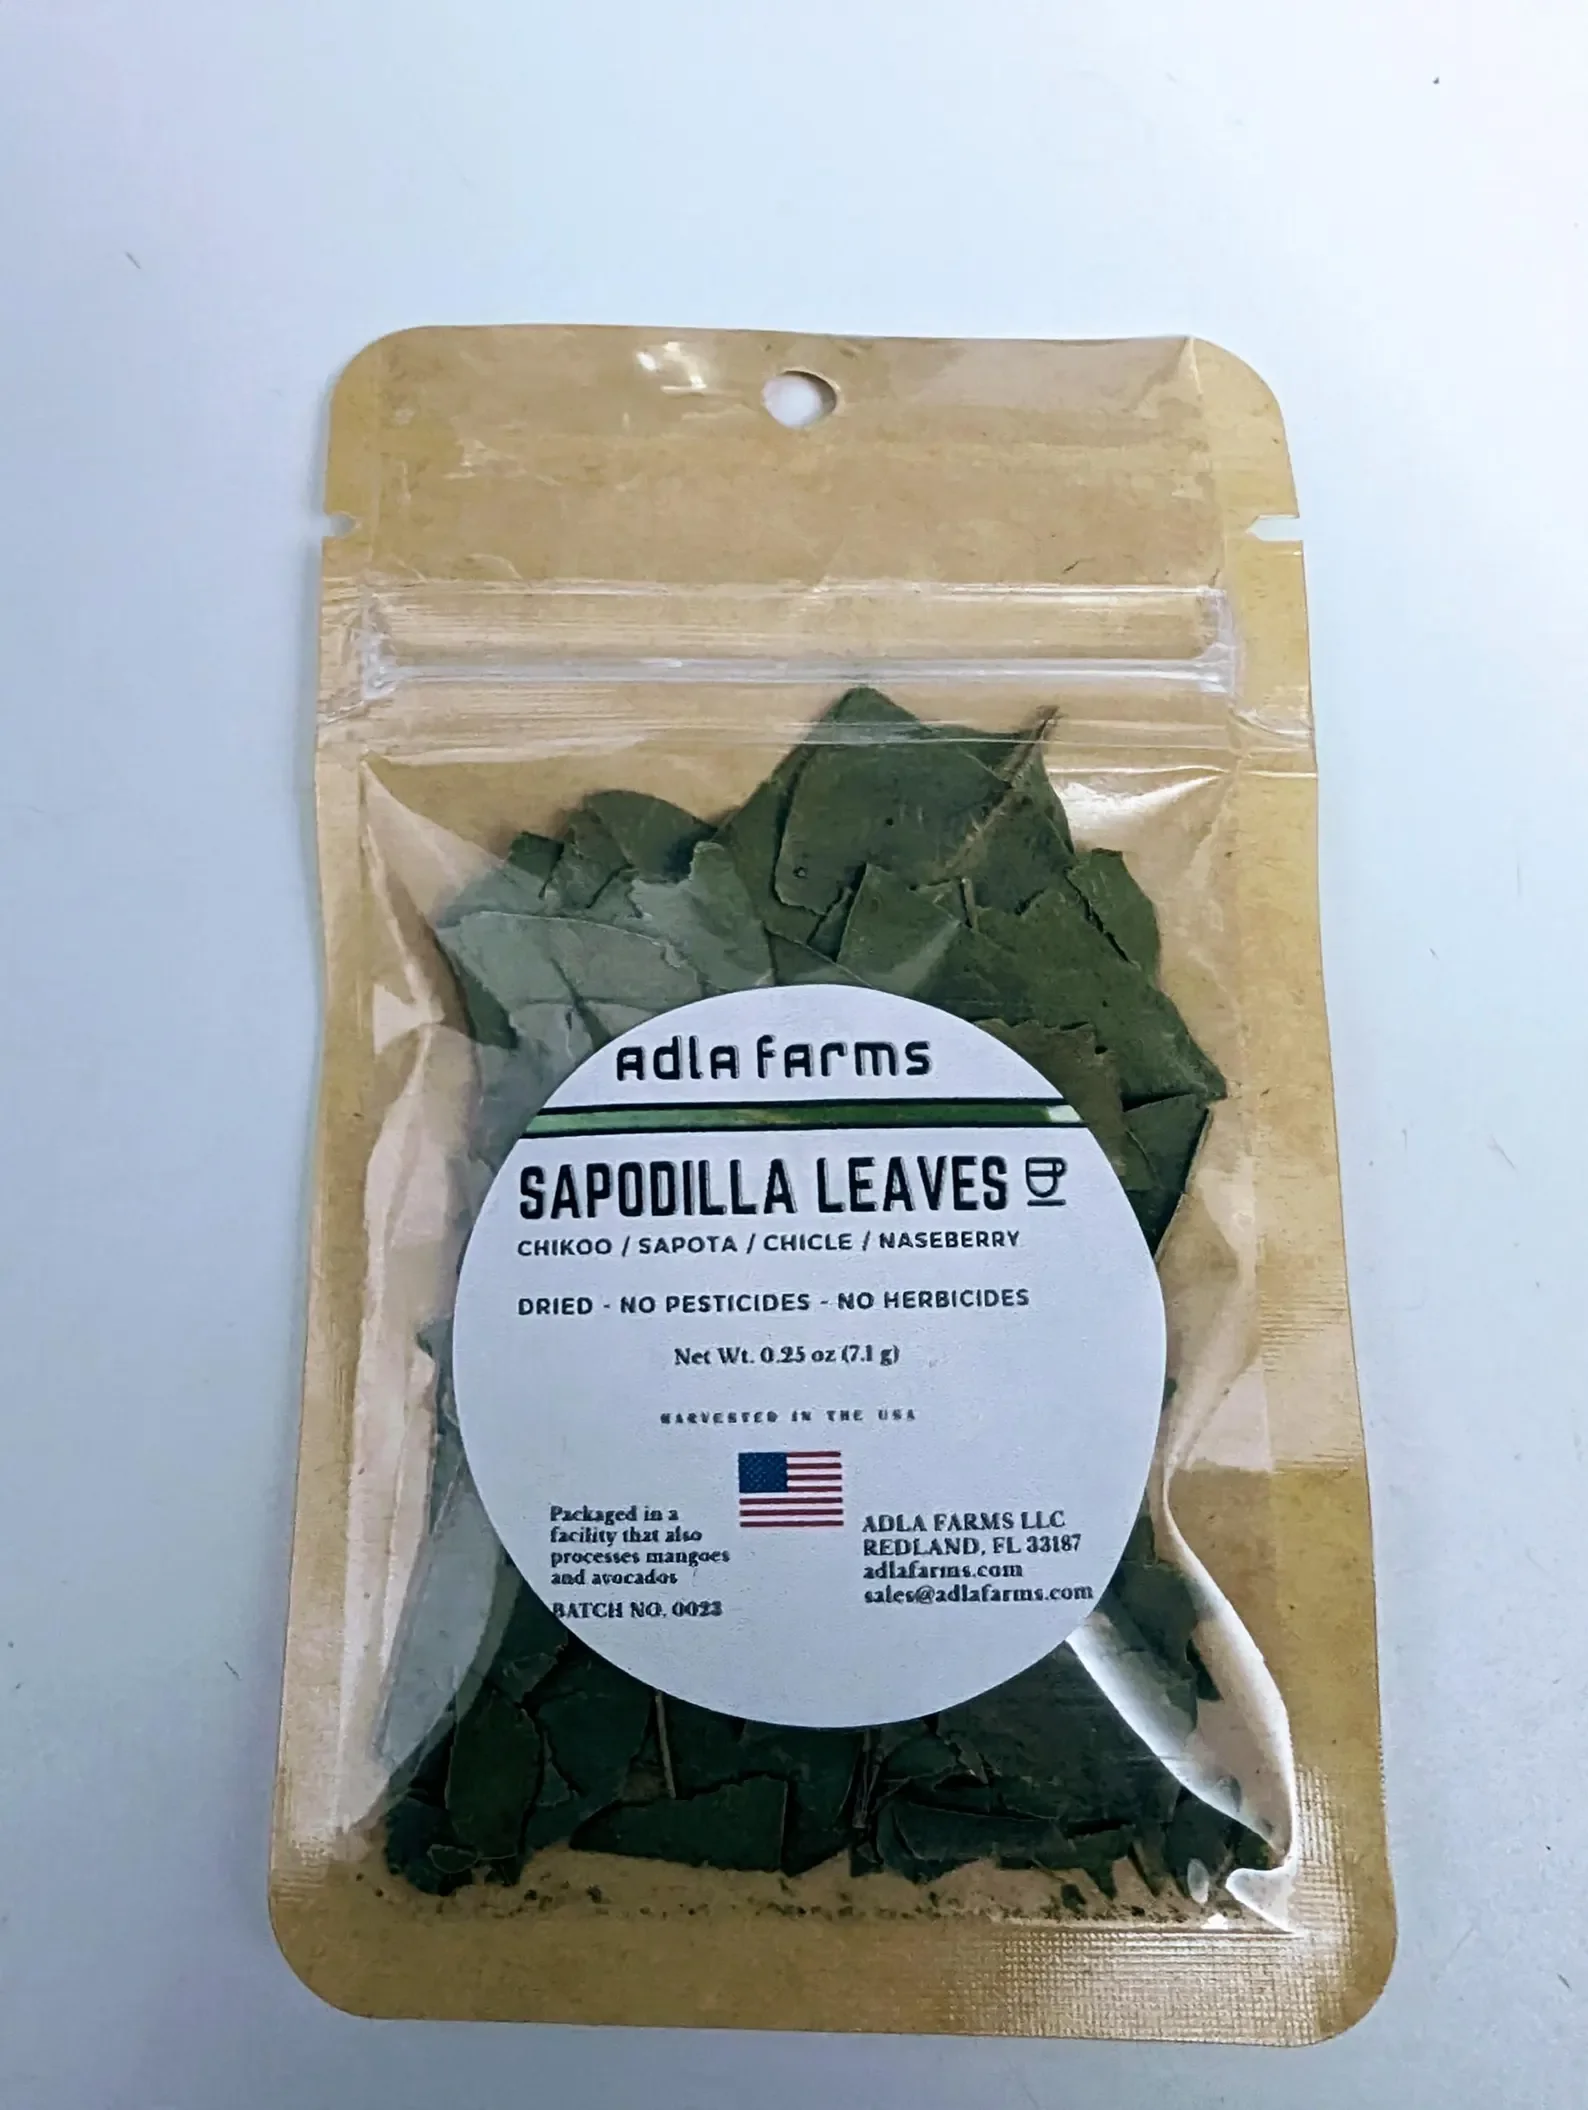 Adla farms
SAPODILLA LEAVES
CHIKOO / SAPOTA / CHICLE / NASEBERRY
DRIED - NO PESTICIDES - NO HERBICIDES
Net Wt. 0.25 oz (7.1 g)
HARVESTED IN THE USA
Packaged in a
facility that also
processes mangoes
and avocados
BATCH NO. 0023
ADLA FARMS LLC
REDLAND, FL 33187
adlafarms.com
sales@adlafarms.com